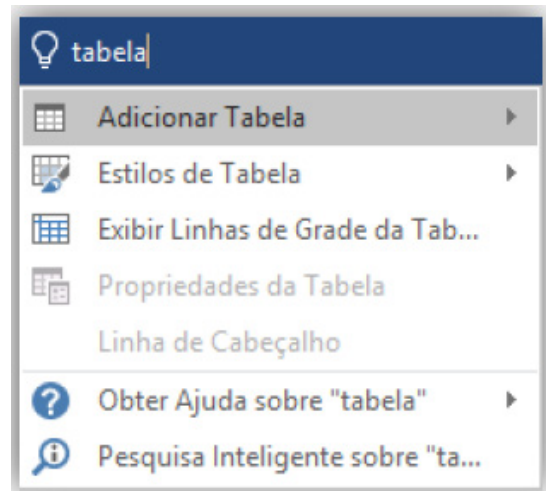 tabela
Adicionar Tabela
Estilos de Tabela
Exibir Linhas de Grade da Tab...
Propriedades da Tabela
Linha de Cabeçalho
Obter Ajuda sobre "tabela"
Pesquisa Inteligente sobre "ta...